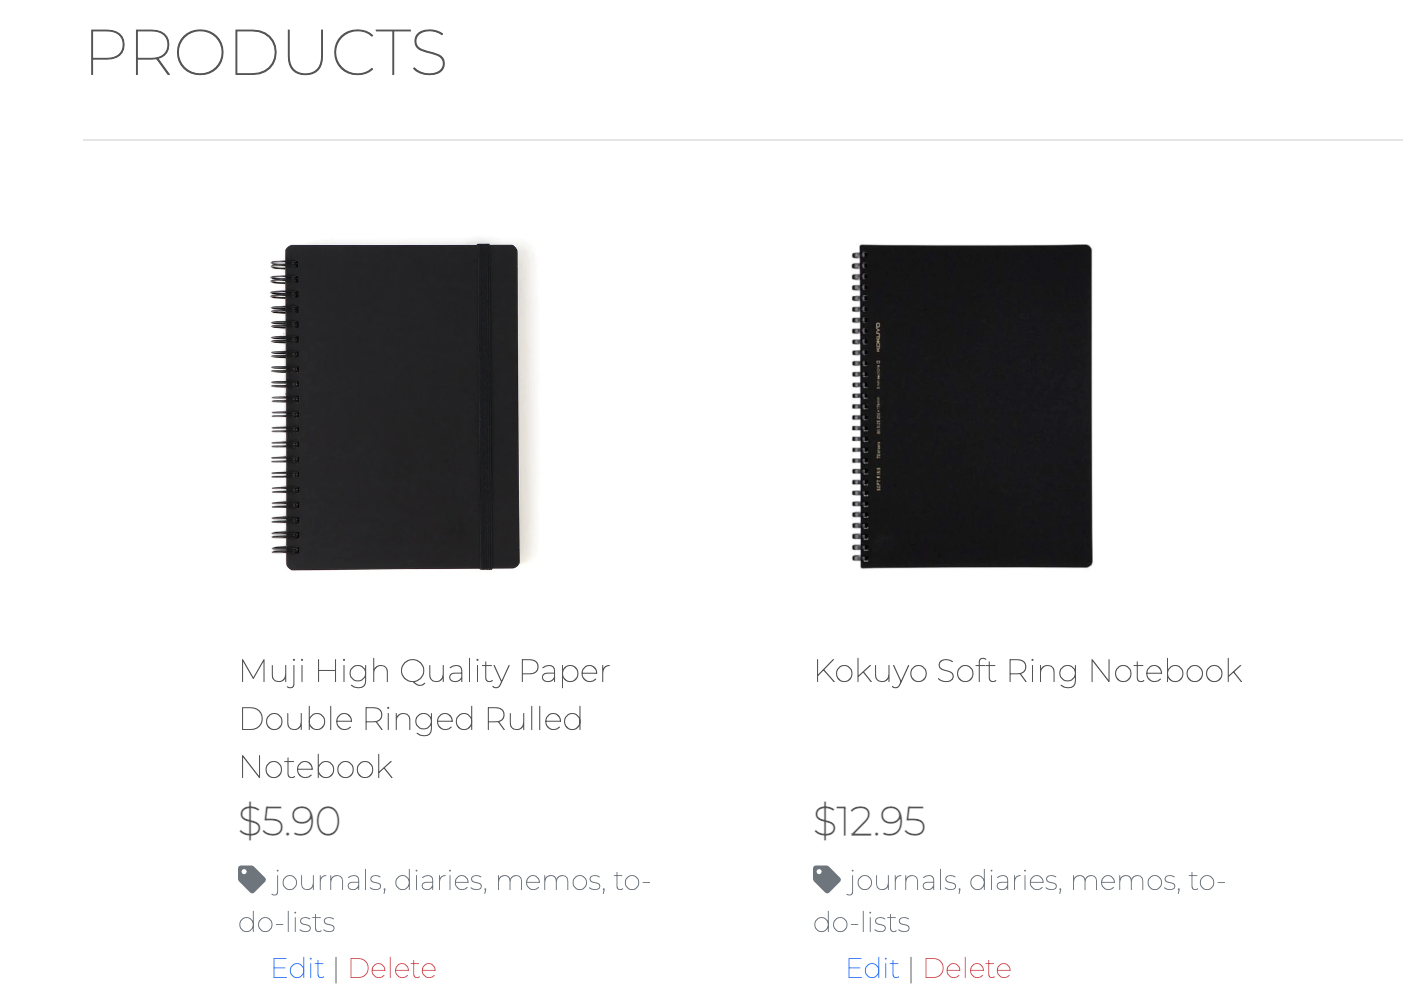 PRODUCTS
KOKUYO
Muji High Quality Paper
Double Ringed Rulled
Notebook
$5.90
journals, diaries, memos, to-
do-lists
Edit | Delete
Kokuyo Soft Ring Notebook
$12.95
journals, diaries, memos, to-
do-lists
Edit | Delete